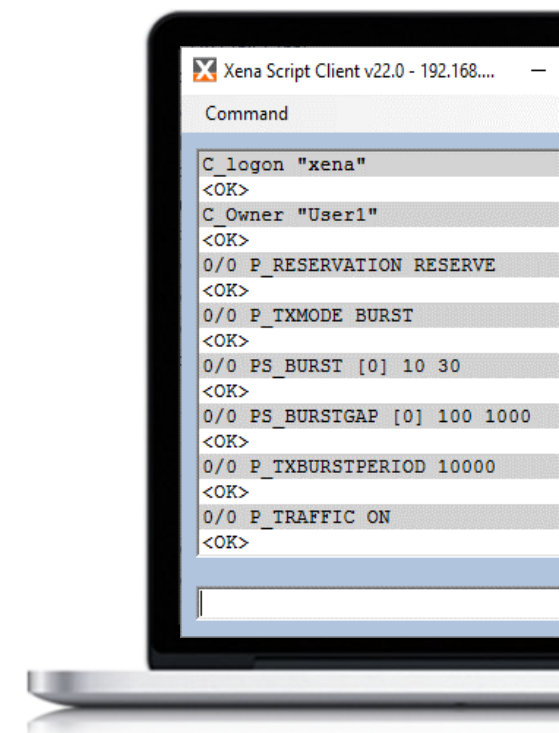 Xena Script Client v22.0 - 192.168....
Command
C_logon "xena"
<OK>
C_Owner "User1"
<OK>
0/0 P_RESERVATION RESERVE
<OK>
0/0 P_TXMODE BURST
<OK>
0/0 PS_BURST [0] 10 30
<OK>
0/0 PS_BURSTGAP [0] 100 1000
<OK>
0/0 P_TXBURSTPERIOD 10000
<OK>
0/0 P_TRAFFIC ON
<OK>